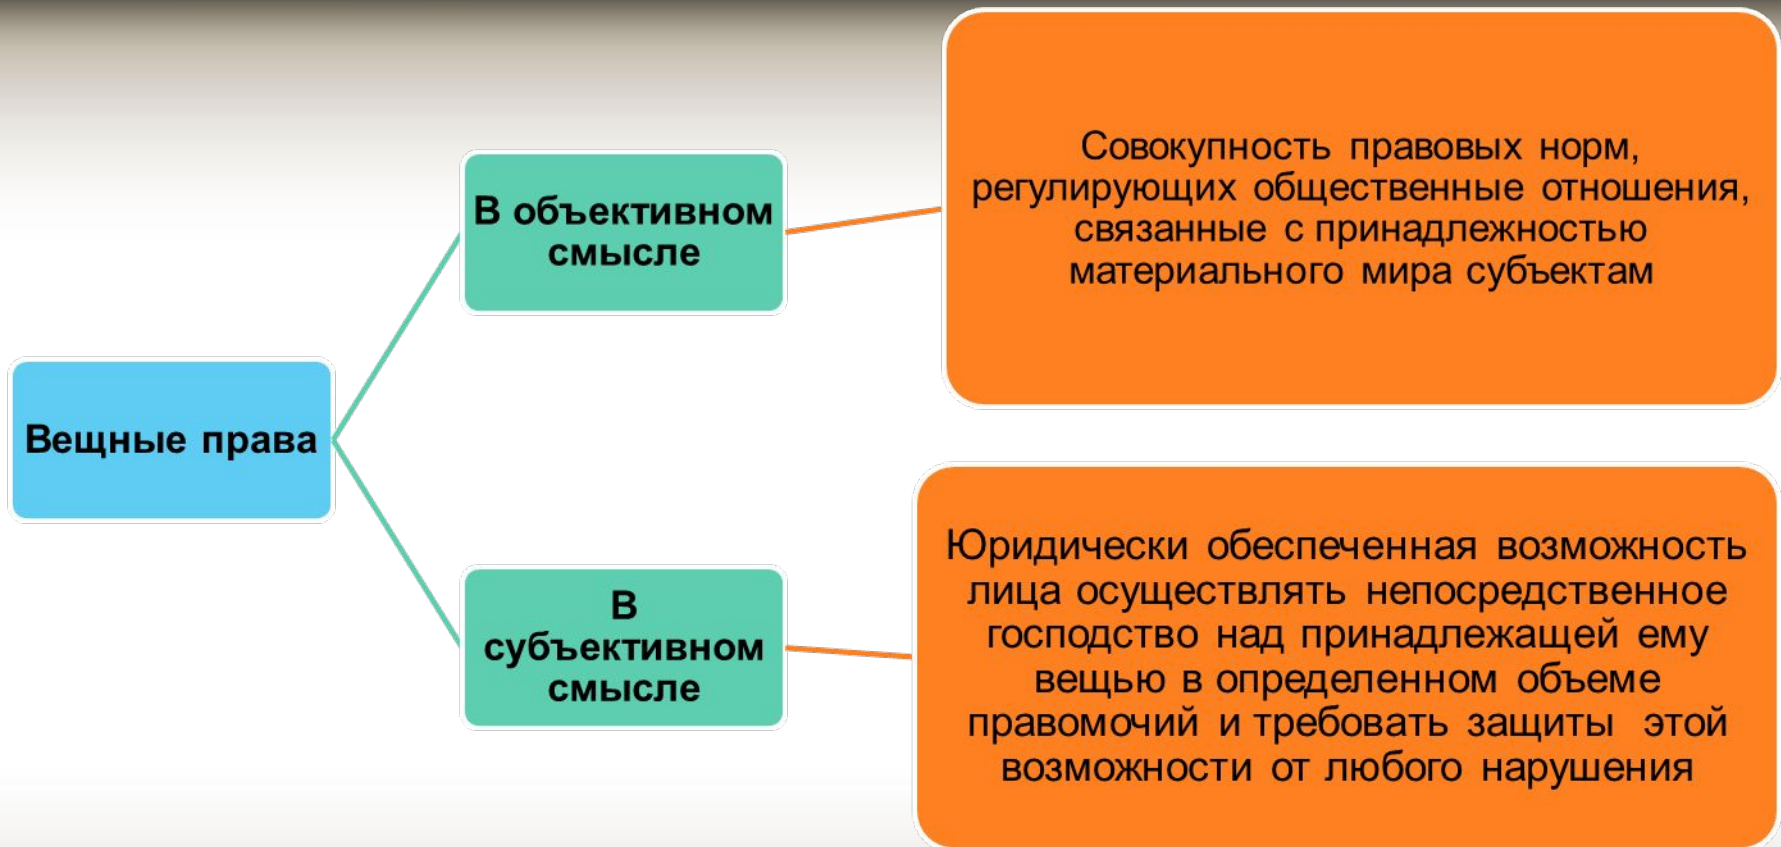 Вещные права
В объективном
смысле
Совокупность правовых норм,
регулирующих общественные отношения,
связанные с принадлежностью
материального мира субъектам
В
субъективном
смысле
Юридически обеспеченная возможность
лица осуществлять непосредственное
господство над принадлежащей ему
вещью в определенном объеме
правомочий и требовать защиты этой
возможности от любого нарушения